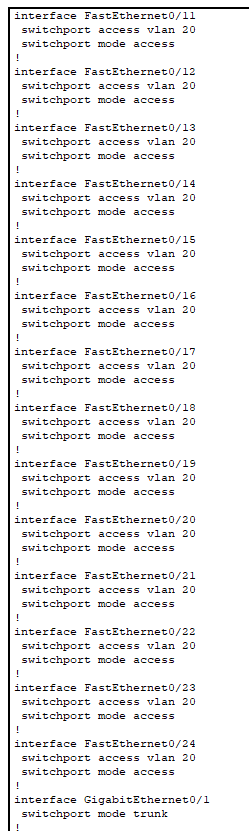 interface FastEthernet0/11
switchport access vlan 20
switchport mode access
!
interface FastEthernet0/12
switchport access vlan 20
switchport mode access
!
interface FastEthernet0/13
switchport access vlan 20
switchport mode access
!
interface FastEthernet0/14
switchport access vlan 20
switchport mode access
!
interface FastEthernet0/15
switchport access vlan 20
switchport mode access
!
interface FastEthernet0/16
switchport access vlan 20
switchport mode access
!
interface FastEthernet0/17
switchport access vlan 20
switchport mode access
!
interface FastEthernet0/18
switchport access vlan 20
switchport mode access
!
interface FastEthernet0/19
switchport access vlan 20
switchport mode access
!
interface FastEthernet0/20
switchport access vlan 20
switchport mode access
!
interface FastEthernet0/21
switchport access vlan 20
switchport mode access
!
interface FastEthernet0/22
switchport access vlan 20
switchport mode access
!
interface FastEthernet0/23
switchport access vlan 20
switchport mode access
!
interface FastEthernet0/24
switchport access vlan 20
switchport mode access
!
interface GigabitEthernet0/1
switchport mode trunk
!